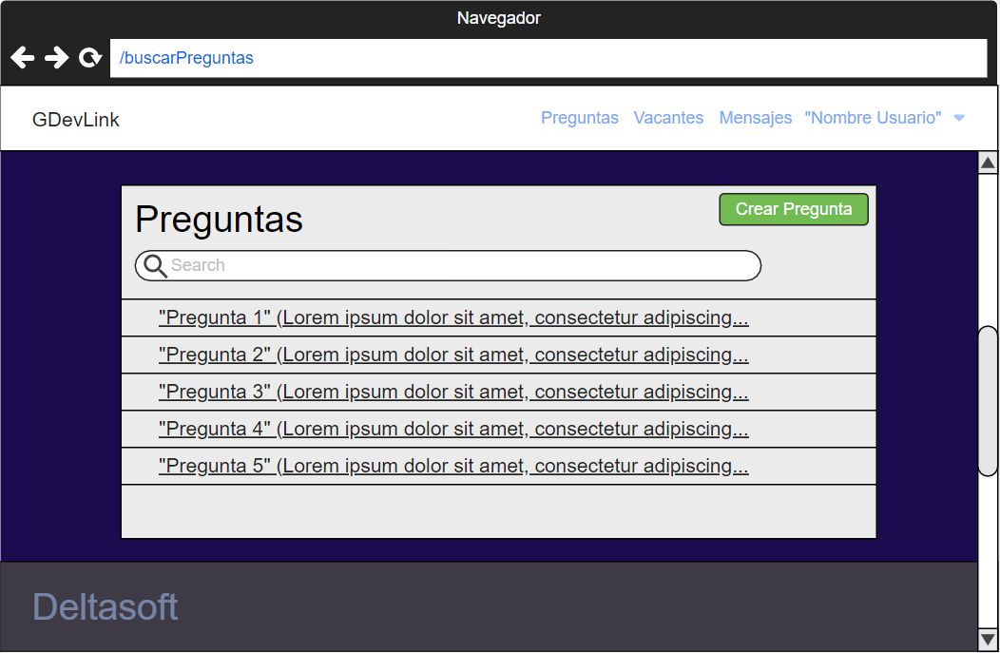 Navegador
/buscarPreguntas
GDevLink
Preguntas Vacantes Mensajes "Nombre Usuario"
Preguntas
Crear Pregunta
Search
"Pregunta 1" (Lorem ipsum dolor sit amet, consectetur adipiscing...
"Pregunta 2" (Lorem ipsum dolor sit amet, consectetur adipiscing...
"Pregunta 3" (Lorem ipsum dolor sit amet, consectetur adipiscing...
"Pregunta 4" (Lorem ipsum dolor sit amet, consectetur adipiscing...
"Pregunta 5" (Lorem ipsum dolor sit amet, consectetur adipiscing...
Deltasoft